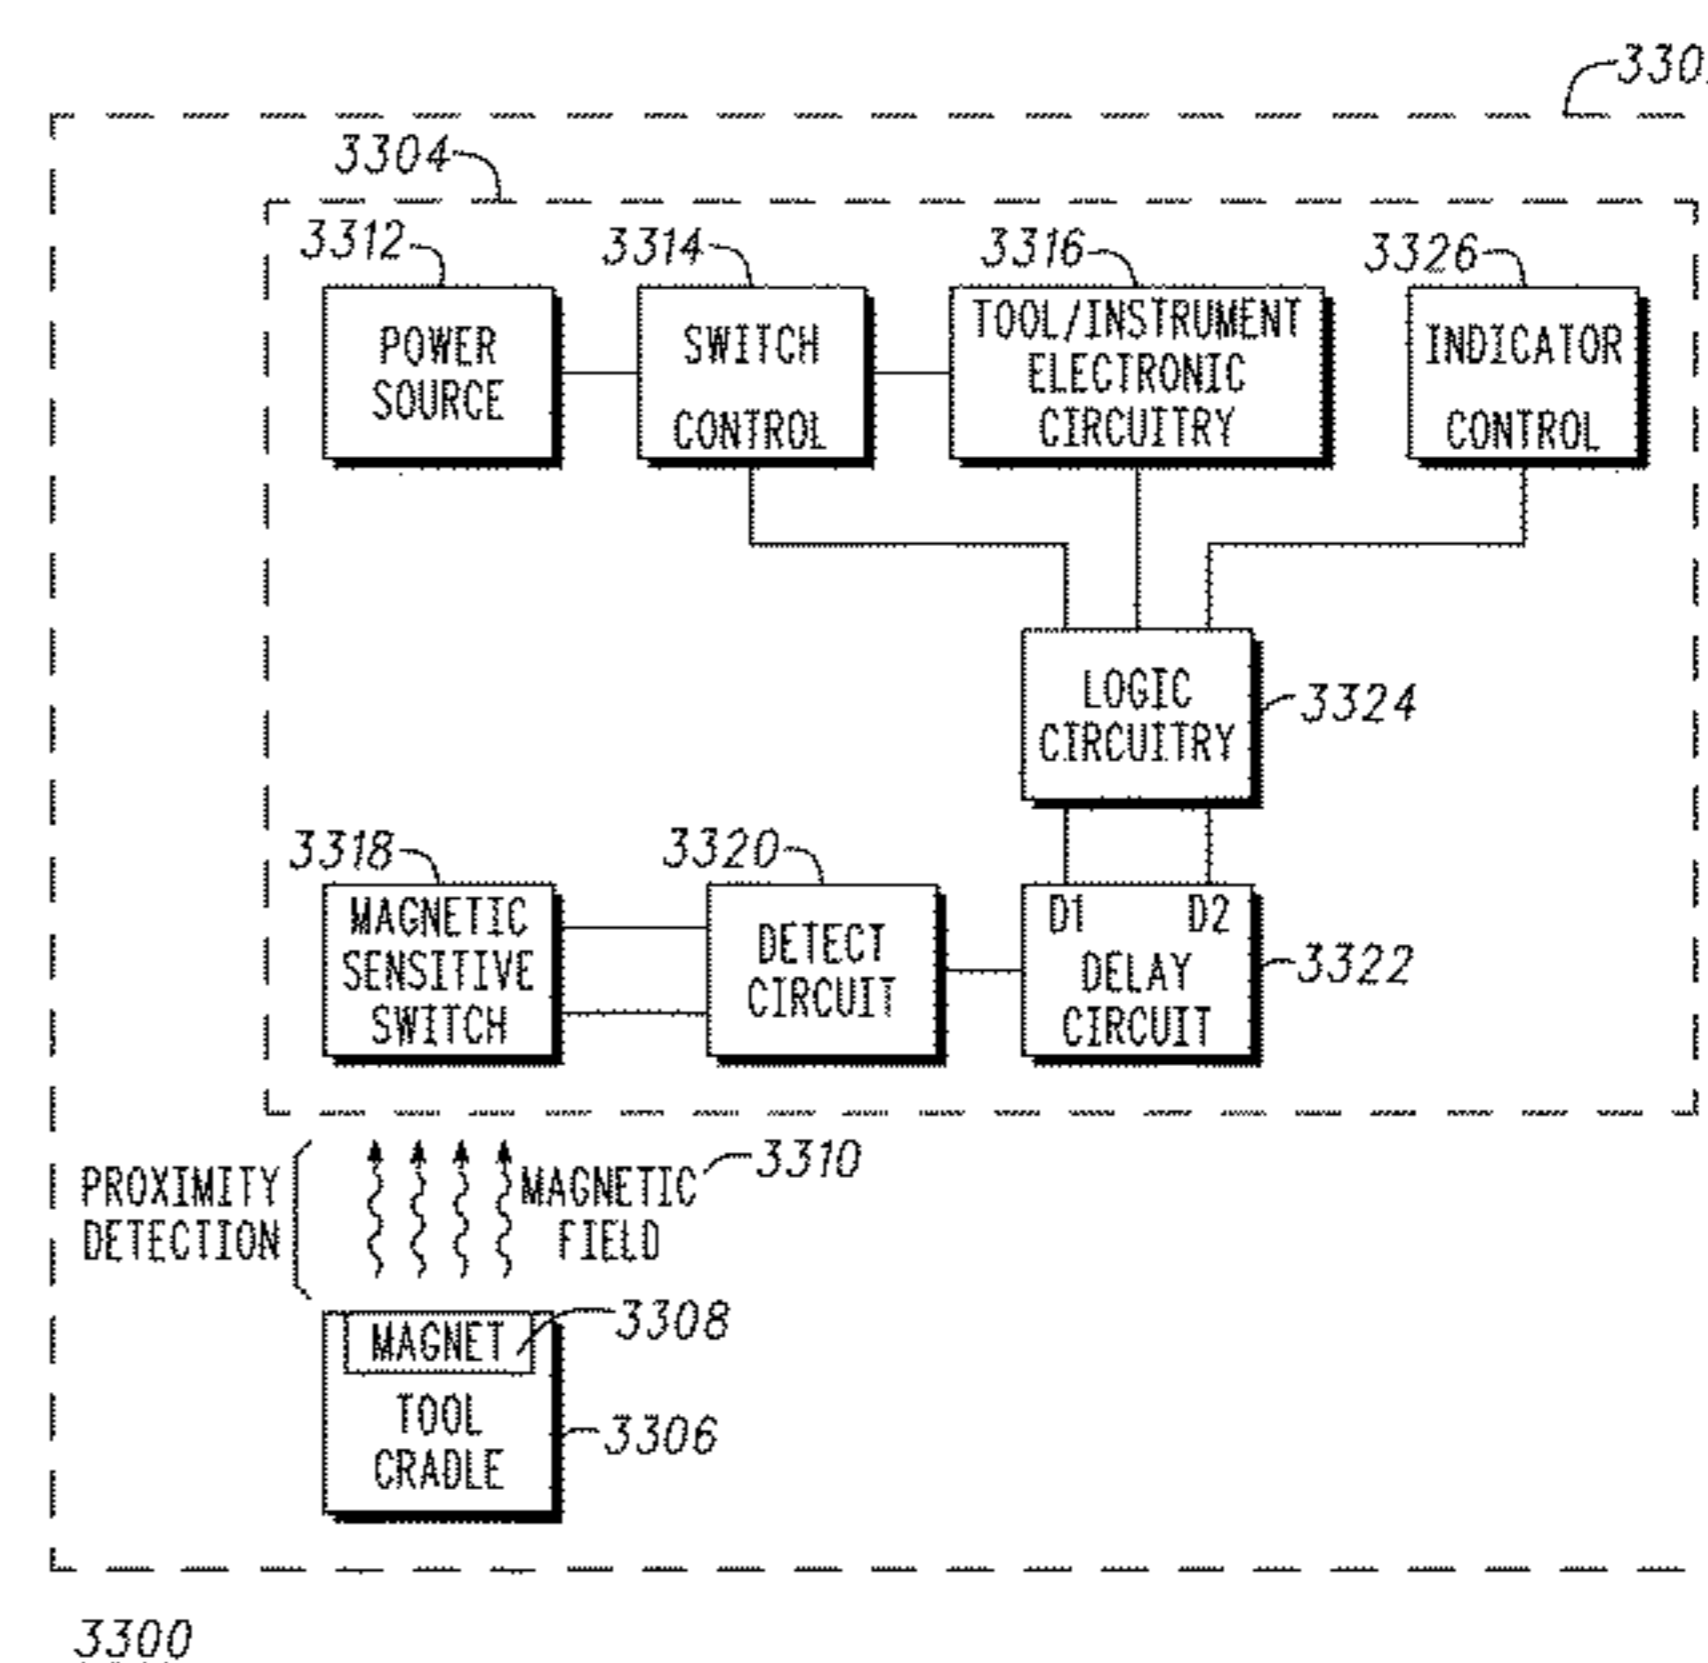 3304
3312
3314
3316
3326
POWER
SOURCE
SWITCH
CONTROL
TOOL/INSTRUMENT
ELECTRONIC
CIRCUITRY
INDICATOR
CONTROL
LOGIC
CIRCUITRY
3324
3318
3320
MAGNETIC
SENSITIVE
SWITCH
DETECT
CIRCUIT
D1 D2
DELAY
CIRCUIT
3322
PROXIMITY
DETECTION
MAGNETIC
FIELD
3310
MAGNET
3308
TOOL
CRADLE
3306
3300